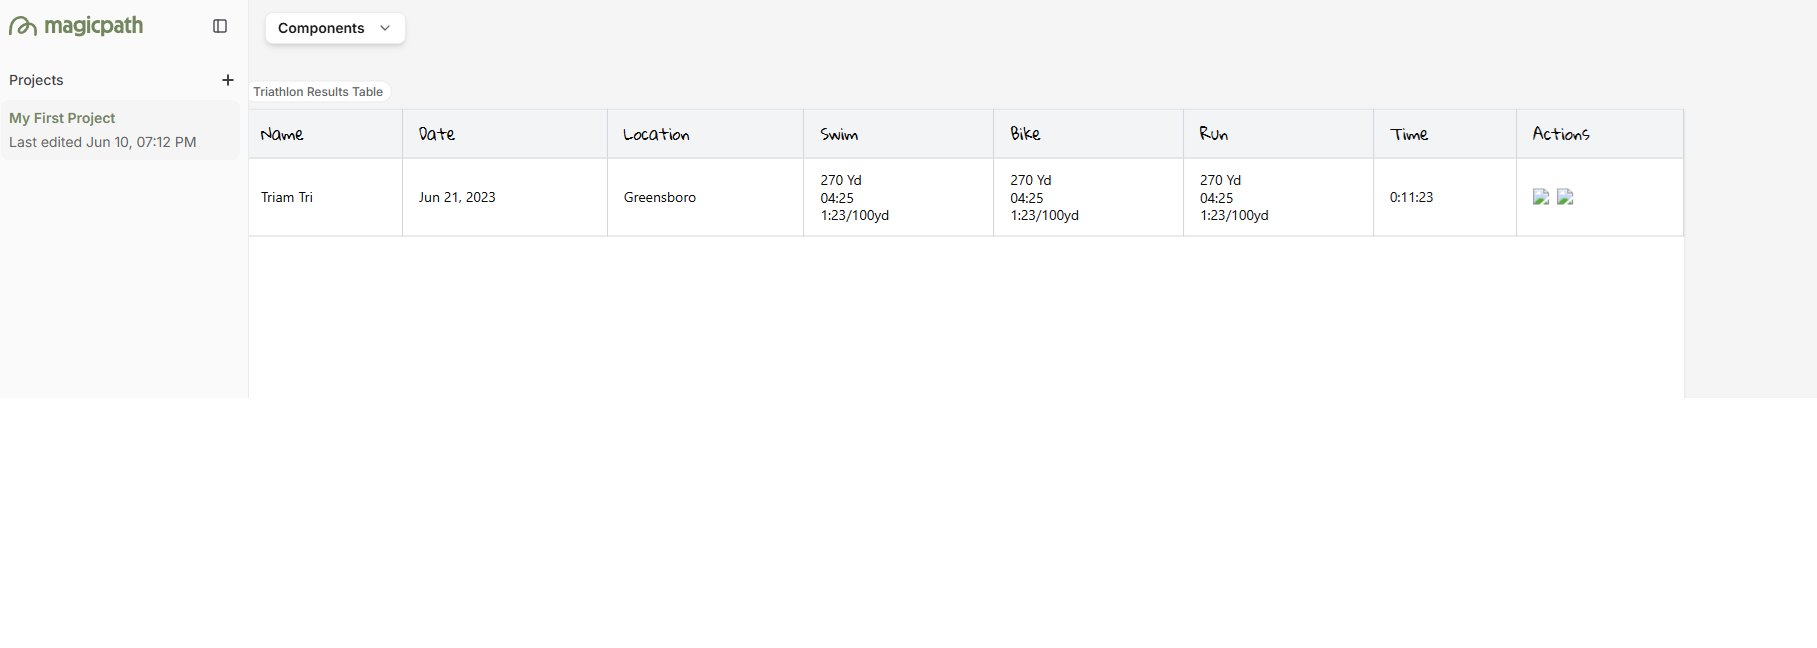 magicpath
Components
Projects
My First Project
Last edited Jun 10, 07:12 PM
Triathlon Results Table
Name Date Location Swim Bike Run Time Actions
Triam Tri Jun 21, 2023 Greensboro 270 Yd 270 Yd 270 Yd 0:11:23
04:25 04:25 04:25
1:23/100yd 1:23/100yd 1:23/100yd